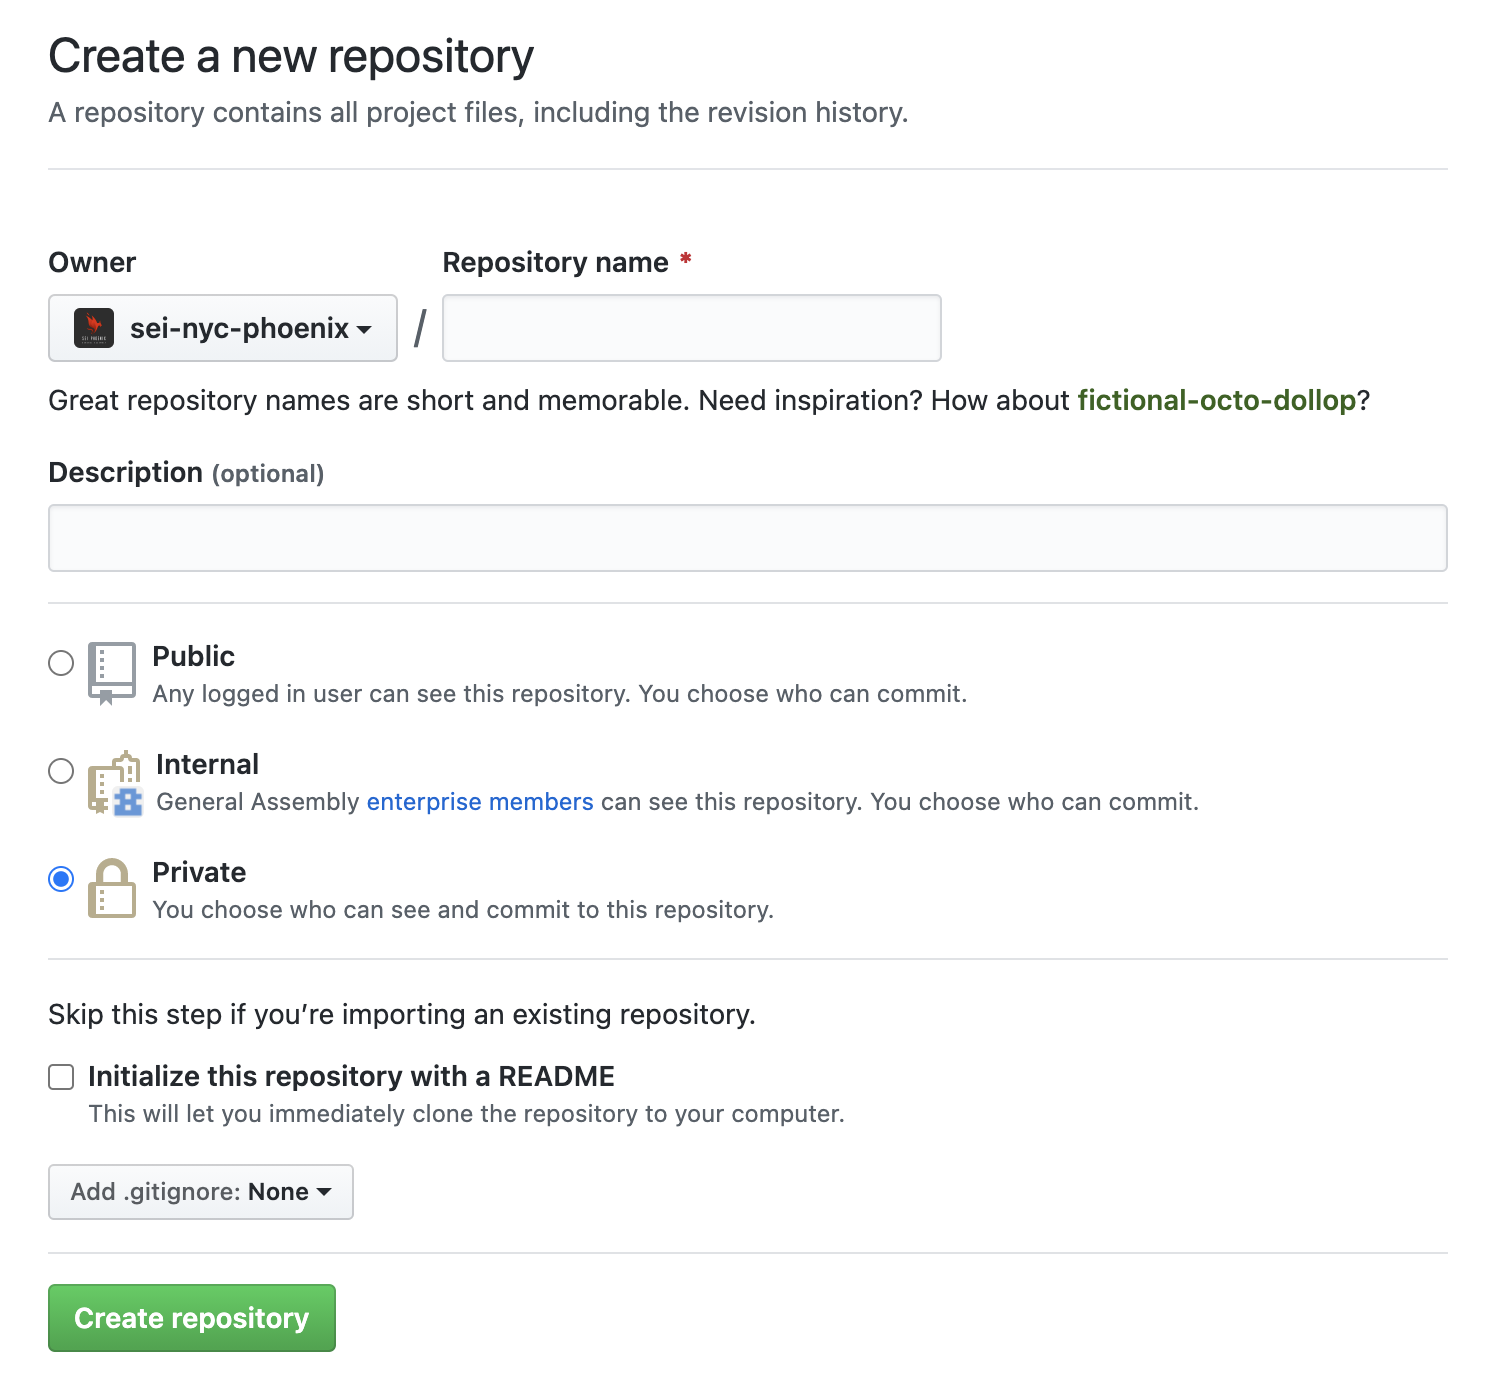 Create a new repository
A repository contains all project files, including the revision history.
Owner
Repository name *
sei-nyc-phoenix
/
Great repository names are short and memorable. Need inspiration? How about fictional-octo-dollop?
Description (optional)
Public
Any logged in user can see this repository. You choose who can commit.
Internal
General Assembly enterprise members can see this repository. You choose who can commit.
Private
You choose who can see and commit to this repository.
Skip this step if you’re importing an existing repository.
Initialize this repository with a README
This will let you immediately clone the repository to your computer.
Add .gitignore: None
Create repository